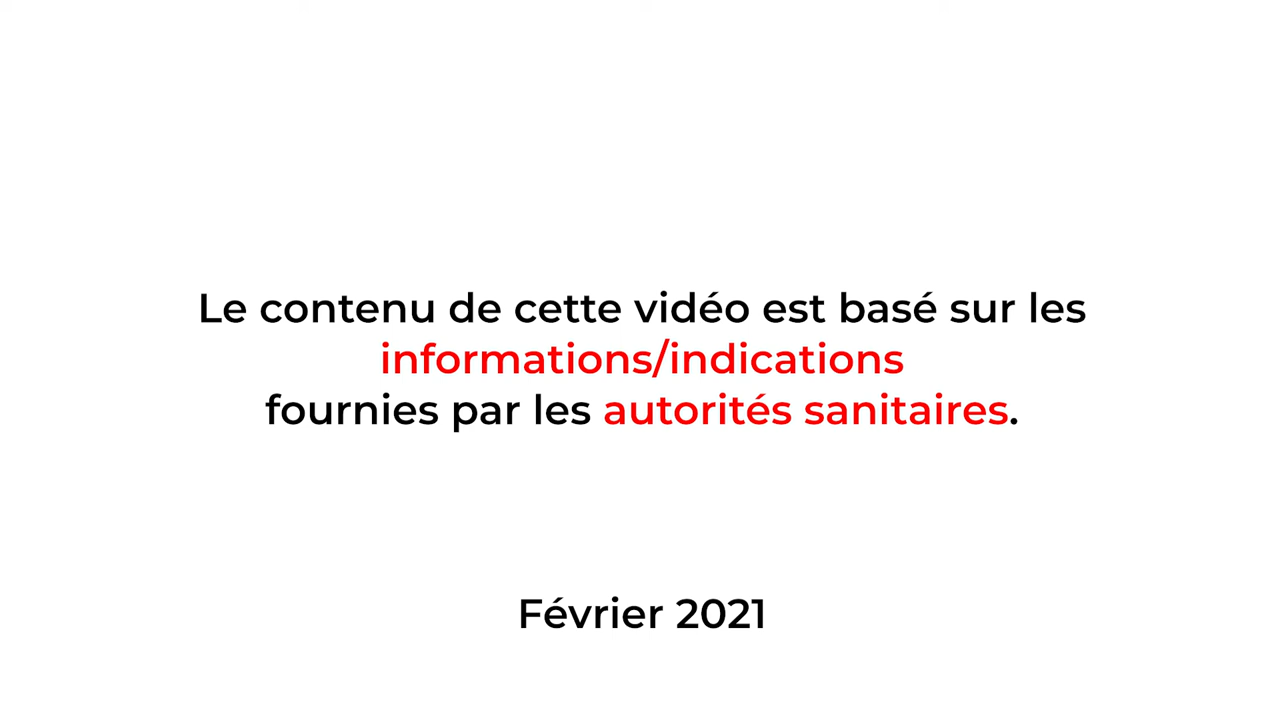 Le contenu de cette vidéo est basé sur les
informations/indications
fournies par les autorités sanitaires.
Février 2021